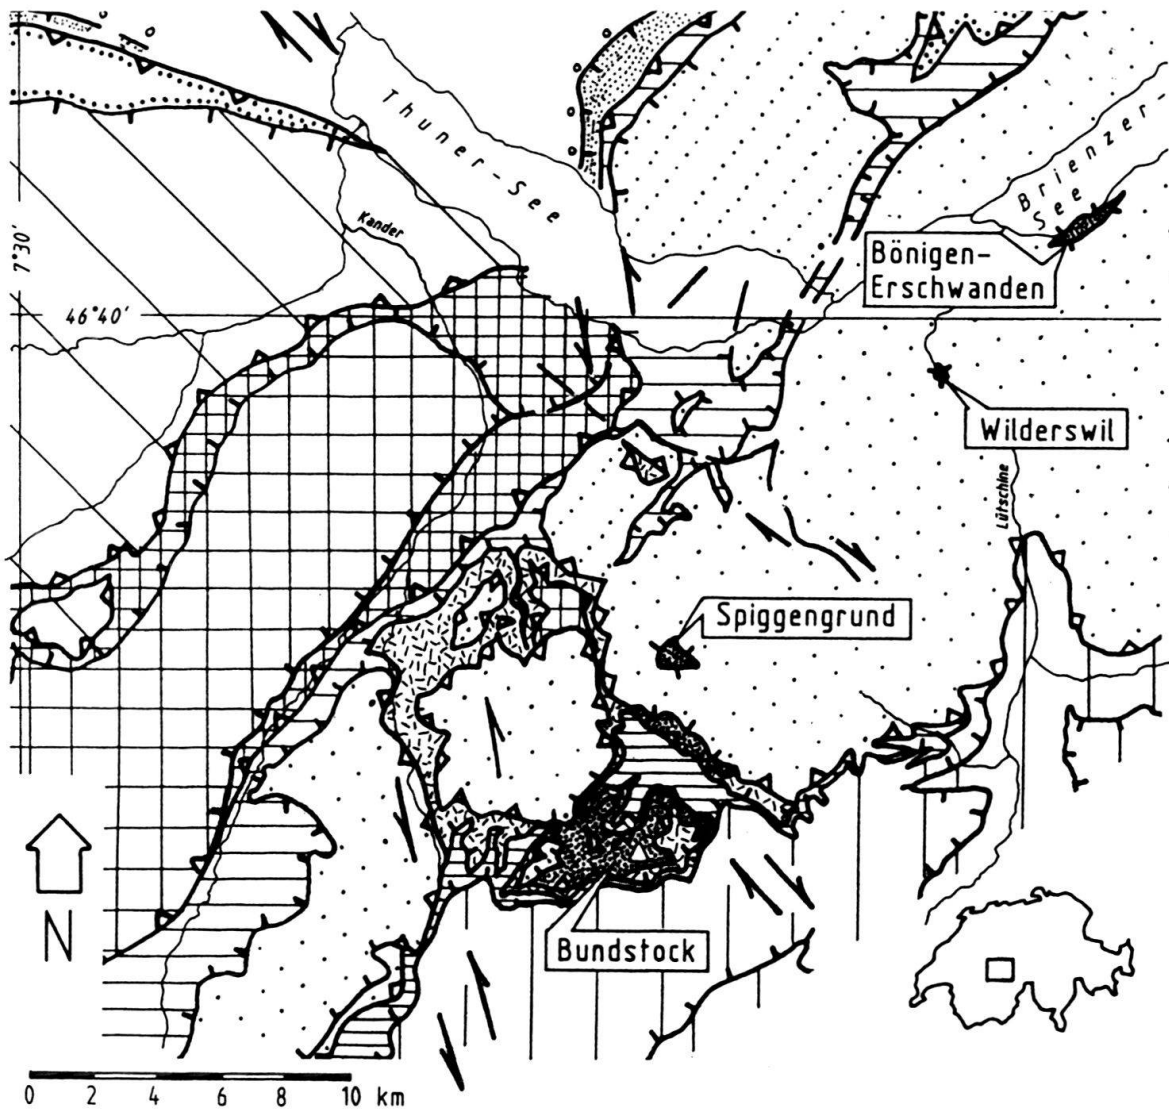 Thuner-See
Brienzer-
See
Kander
7°30'
46°40'
Bönigen-
Erschwanden
Wilderswil
Lütschine
Spiggengrund
Bundstock
N
0 2 4 6 8 10 km